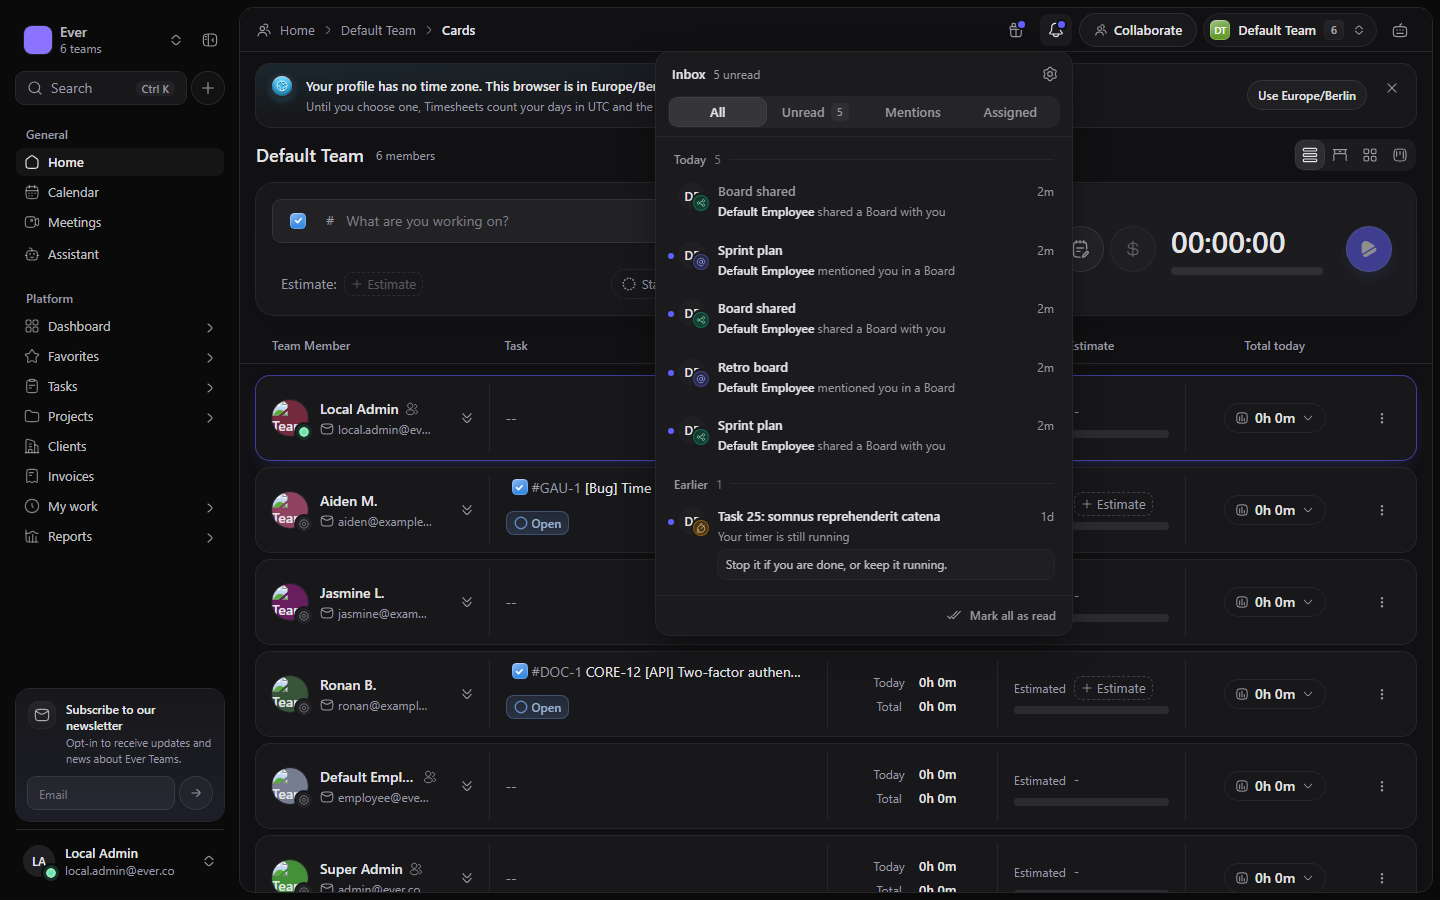 Ever
6 teams
Search
Ctrl K
General
Home
Calendar
Meetings
Assistant
Platform
Dashboard
Favorites
Tasks
Projects
Clients
Invoices
My work
Reports
Subscribe to our
newsletter
Opt-in to receive updates and
news about Ever Teams.
Email
LA
Local Admin
local.admin@ever.co
Home
Default Team
Cards
Collaborate
DT
Default Team
6
Your profile has no time zone. This browser is in Europe/Be
Until you choose one, Timesheets count your days in UTC and the
Use Europe/Berlin
Default Team
6 members
# What are you working on?
Estimate:
+ Estimate
Sta
$
00:00:00
Team Member
Task
Estimate
Total today
Local Admin
local.admin@ev...
--
-
0h 0m
Aiden M.
aiden@example...
#GAU-1 [Bug] Time
Open
+ Estimate
0h 0m
Jasmine L.
jasmine@exam...
--
-
0h 0m
Ronan B.
ronan@exampl...
#DOC-1 CORE-12 [API] Two-factor authen...
Open
Today 0h 0m
Total 0h 0m
Estimated + Estimate
0h 0m
Default Empl...
employee@eve...
--
Today 0h 0m
Total 0h 0m
Estimated -
0h 0m
Super Admin
admin@ever.co
--
Today 0h 0m
Total 0h 0m
Estimated -
0h 0m
Inbox 5 unread
All
Unread 5
Mentions
Assigned
Today 5
Board shared
2m
Default Employee shared a Board with you
Sprint plan
2m
Default Employee mentioned you in a Board
Board shared
2m
Default Employee shared a Board with you
Retro board
2m
Default Employee mentioned you in a Board
Sprint plan
2m
Default Employee shared a Board with you
Earlier 1
Task 25: somnus reprehenderit catena
1d
Your timer is still running
Stop it if you are done, or keep it running.
Mark all as read